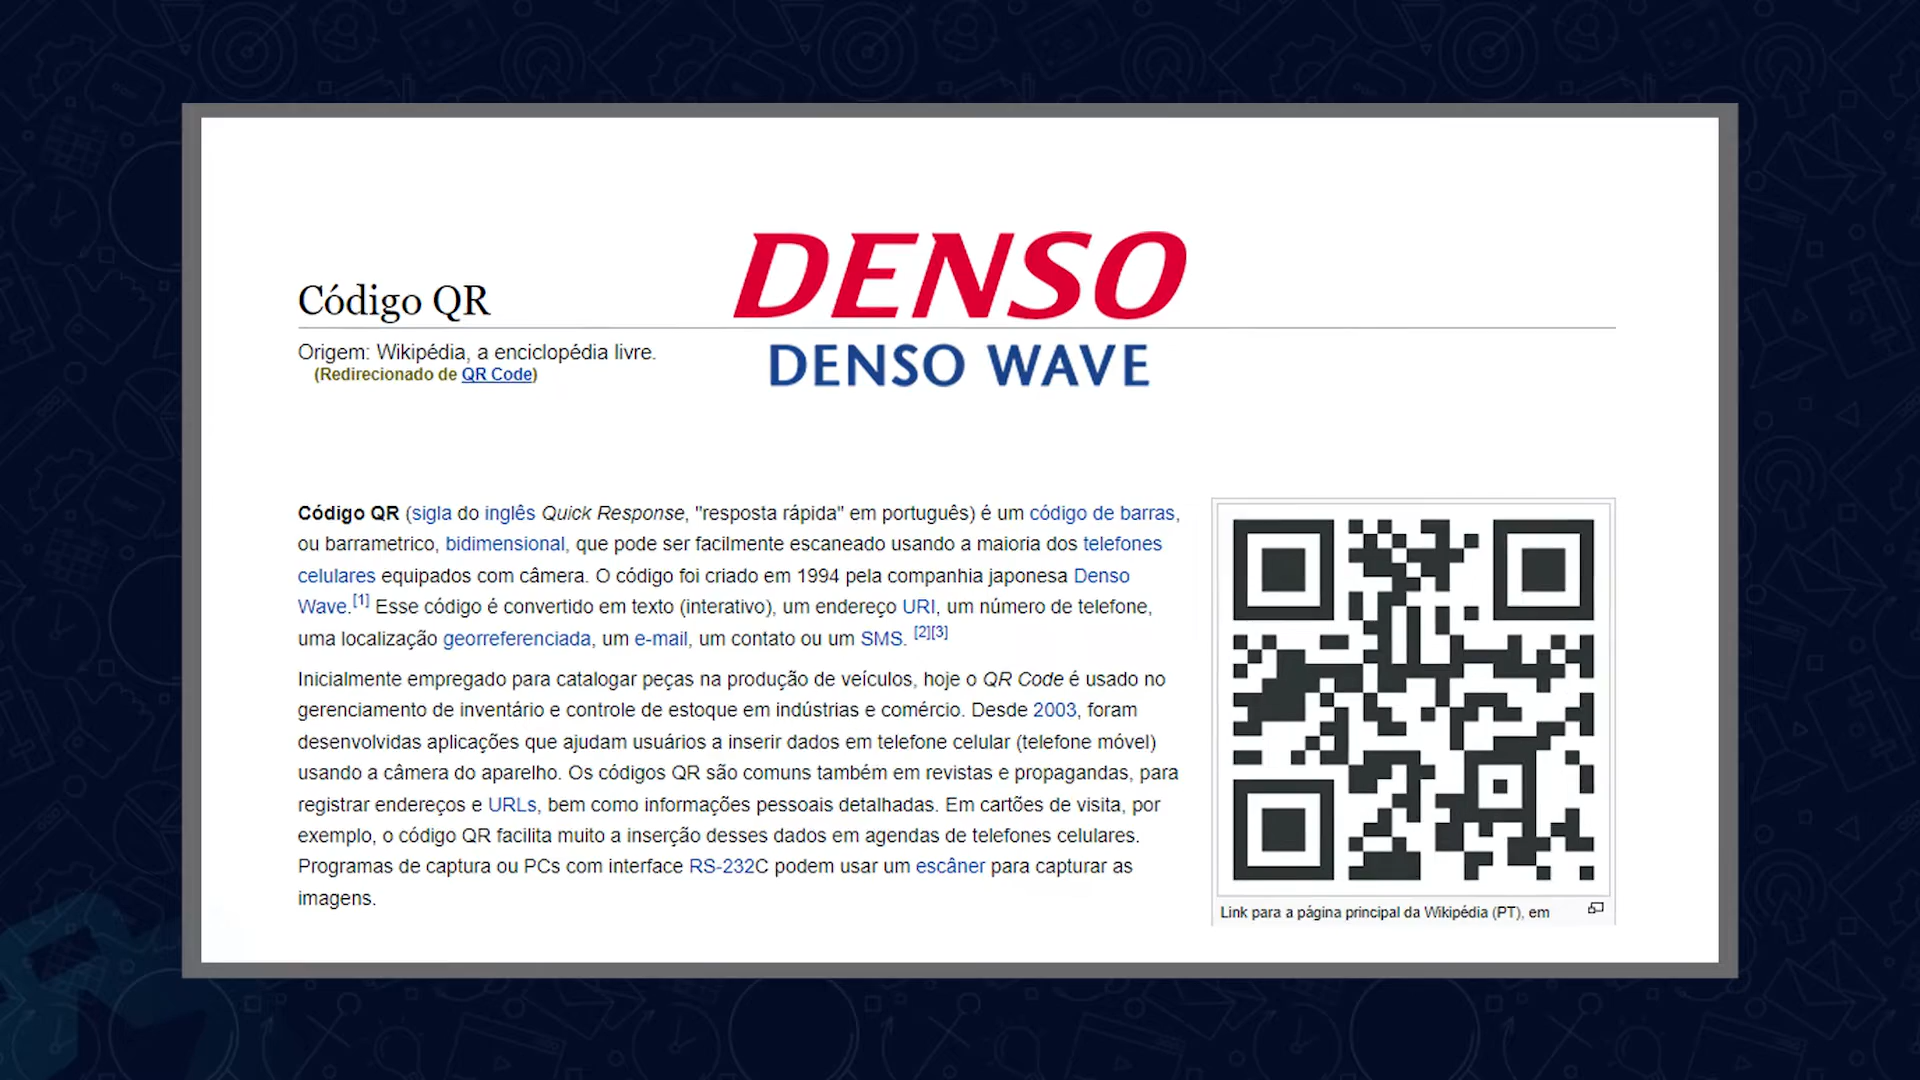 DENSO
DENSO WAVE
Código QR
Origem: Wikipédia, a enciclopédia livre.
(Redirecionado de QR Code)
Código QR (sigla do inglês Quick Response, "resposta rápida" em português) é um código de barras,
ou barrametrico, bidimensional, que pode ser facilmente escaneado usando a maioria dos telefones
celulares equipados com câmera. O código foi criado em 1994 pela companhia japonesa Denso
Wave.[1] Esse código é convertido em texto (interativo), um endereço URI, um número de telefone,
uma localização georreferenciada, um e-mail, um contato ou um SMS. [2][3]
Inicialmente empregado para catalogar peças na produção de veículos, hoje o QR Code é usado no
gerenciamento de inventário e controle de estoque em indústrias e comércio. Desde 2003, foram
desenvolvidas aplicações que ajudam usuários a inserir dados em telefone celular (telefone móvel)
usando a câmera do aparelho. Os códigos QR são comuns também em revistas e propagandas, para
registrar endereços e URLs, bem como informações pessoais detalhadas. Em cartões de visita, por
exemplo, o código QR facilita muito a inserção desses dados em agendas de telefones celulares.
Programas de captura ou PCs com interface RS-232C podem usar um escâner para capturar as
imagens.
Link para a página principal da Wikipédia (PT), em